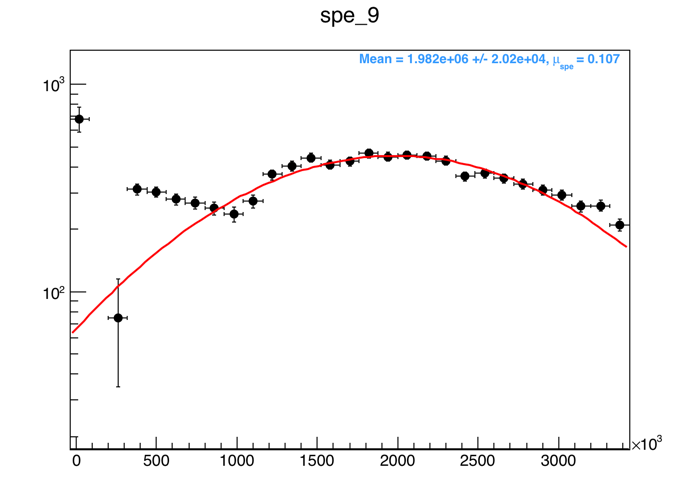 spe_9
Mean = 1.982e+06 +/- 2.02e+04, μspe = 0.107
10³
10²
0 500 1000 1500 2000 2500 3000
×10³